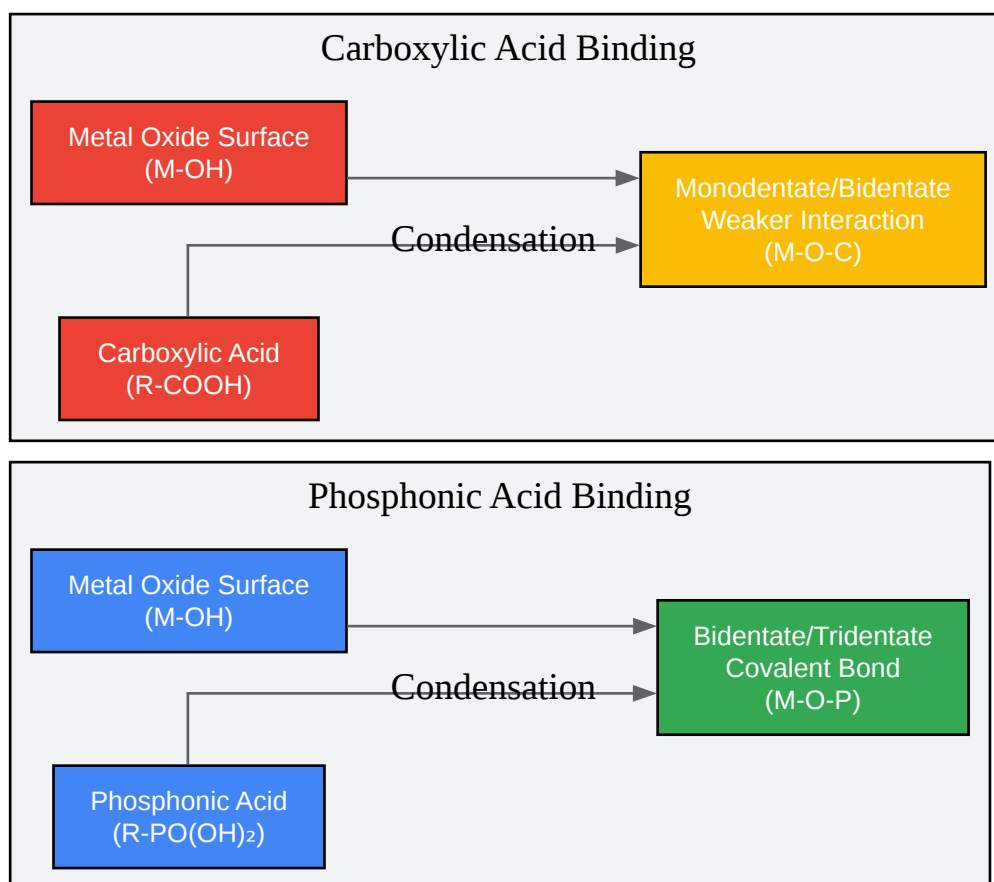 Carboxylic Acid Binding
Metal Oxide Surface
(M-OH)
Monodentate/Bidentate
Weaker Interaction
(M-O-C)
Condensation
Carboxylic Acid
(R-COOH)
Phosphonic Acid Binding
Metal Oxide Surface
(M-OH)
Bidentate/Tridentate
Covalent Bond
(M-O-P)
Condensation
Phosphonic Acid
(R-PO(OH)₂)